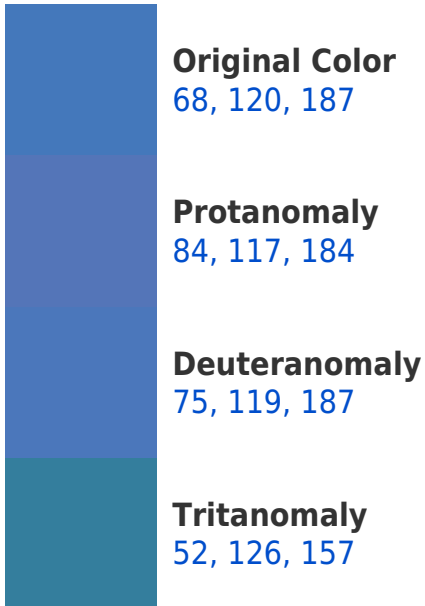 Original Color
68, 120, 187
Protanomaly
84, 117, 184
Deuteranomaly
75, 119, 187
Tritanomaly
52, 126, 157